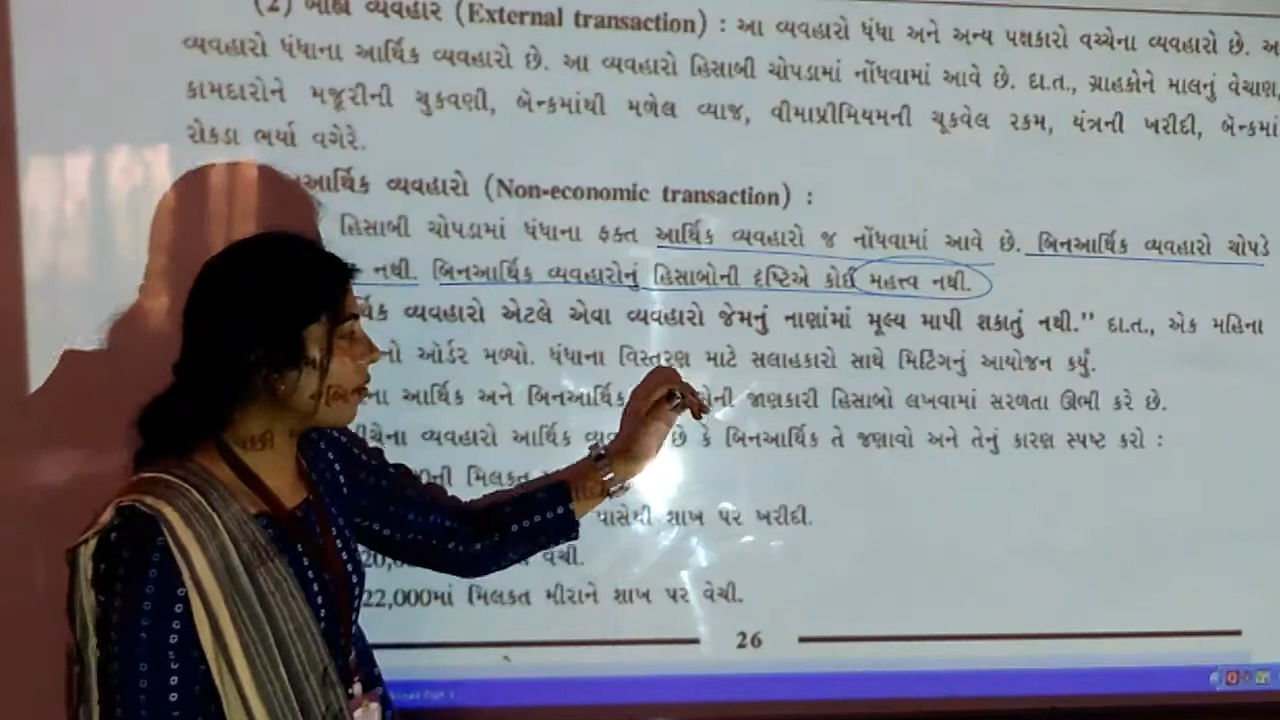 (2) બાહ્ય વ્યવહાર (External transaction) : આ વ્યવહારો ધંધા અને અન્ય પક્ષકારો વચ્ચેના વ્યવહારો છે. આ
વ્યવહારો ધંધાના આર્થિક વ્યવહારો છે. આ વ્યવહારો હિસાબી ચોપડામાં નોંધવામાં આવે છે. દા.ત., ગ્રાહકોને માલનું વેચાણ,
કામદારોને મજૂરીની ચુકવણી, બૅન્કમાંથી મળેલ વ્યાજ, વીમાપ્રીમિયમની ચૂકવેલ રકમ, યંત્રની ખરીદી, બૅન્કમાં
રોકડા ભર્યા વગેરે.
આર્થિક વ્યવહારો (Non-economic transaction) :
હિસાબી ચોપડામાં ધંધાના ફક્ત આર્થિક વ્યવહારો જ નોંધવામાં આવે છે. બિનઆર્થિક વ્યવહારો ચોપડે
નથી. બિનઆર્થિક વ્યવહારોનું હિસાબોની દૃષ્ટિએ કોઈ મહત્ત્વ નથી.
વ્યવહારો એટલે એવા વ્યવહારો જેમનું નાણાંમાં મૂલ્ય માપી શકાતું નથી.” દા.ત., એક મહિના
નો ઑર્ડર મળ્યો. ધંધાના વિસ્તરણ માટે સલાહકારો સાથે મિટિંગનું આયોજન કર્યું.
ના આર્થિક અને બિનઆર્થિક જાણકારી હિસાબો લખવામાં સરળતા ઊભી કરે છે.
વ્યવહારો આર્થિક છે કે બિનઆર્થિક તે જણાવો અને તેનું કારણ સ્પષ્ટ કરો :
મિલકત
પાસેથી શાખ પર ખરીદી.
વેચી.
22,000માં મિલકત મીરાને શાખ પર વેચી.
26